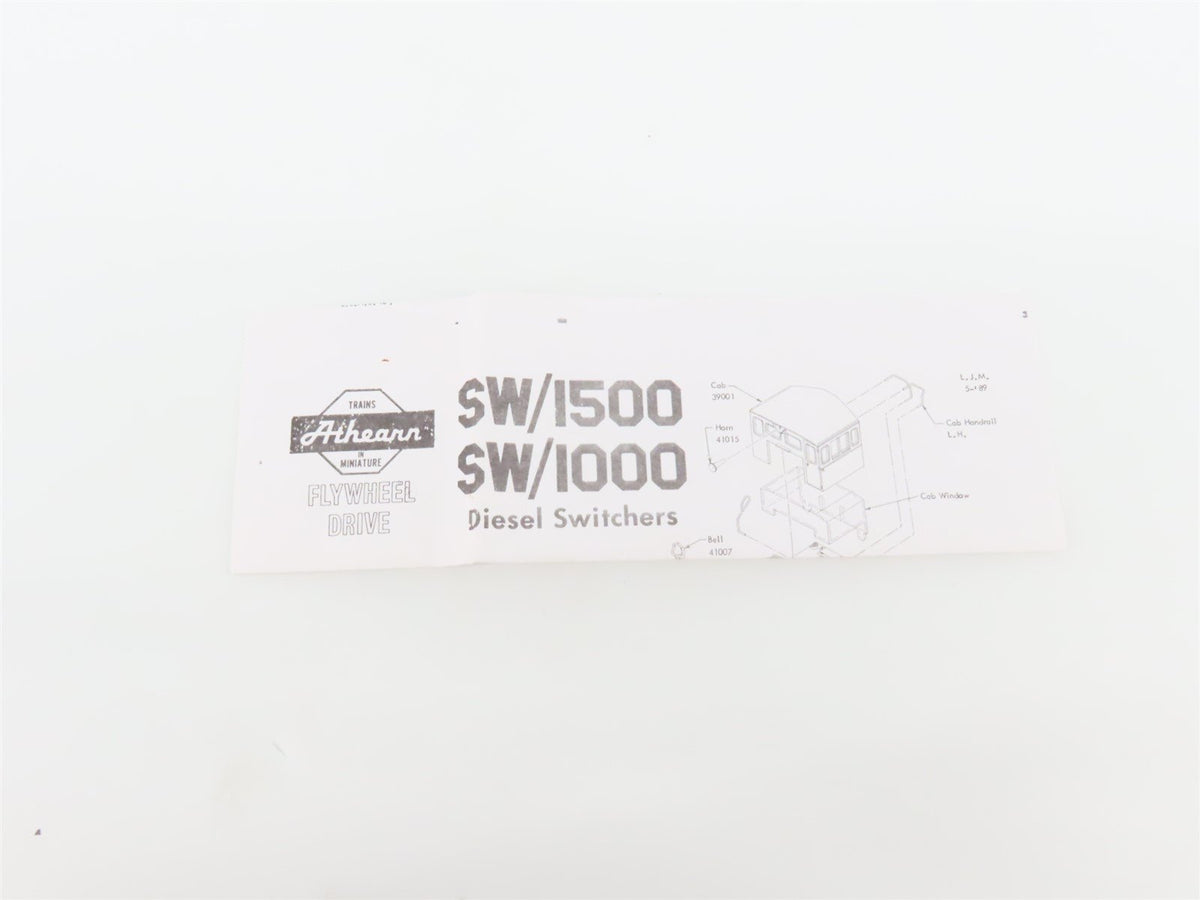 TRAINS
Athearn
IN
MINIATURE
FLYWHEEL
DRIVE
SW/1500
SW/1000
Diesel Switchers
Cab
39001
Horn
41015
Bell
41007
L.J.M.
Cab Handrail
L.H.
Cab Window